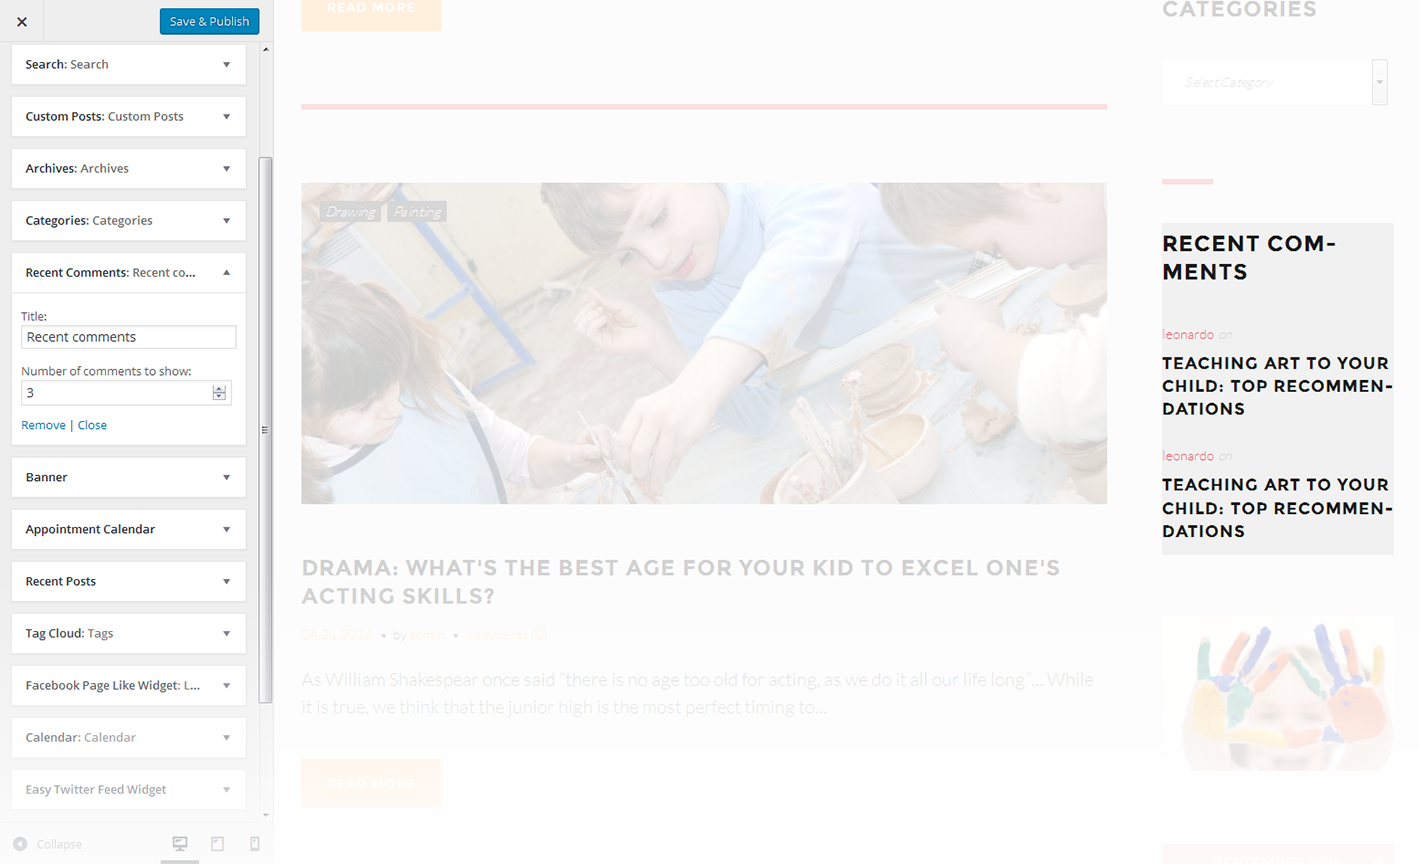 Save & Publish
Search: Search
Custom Posts: Custom Posts
Archives: Archives
Categories: Categories
Recent Comments: Recent co...
Title:
Recent comments
Number of comments to show:
3
Remove | Close
Banner
Appointment Calendar
Recent Posts
Tag Cloud: Tags
Facebook Page Like Widget: L...
Calendar: Calendar
Easy Twitter Feed Widget
Collapse
READ MORE
Drawing
Painting
DRAMA: WHAT'S THE BEST AGE FOR YOUR KID TO EXCEL ONE'S
ACTING SKILLS?
04.21.2016 • by admin • comments (0)
As William Shakespear once said "there is no age too old for acting, as we do it all our life long"... While
it is true, we think that the junior high is the most perfect timing to...
READ MORE
CATEGORIES
Select Category
RECENT COM-
MENTS
leonardo on
TEACHING ART TO YOUR
CHILD: TOP RECOMMEN-
DATIONS
leonardo on
TEACHING ART TO YOUR
CHILD: TOP RECOMMEN-
DATIONS